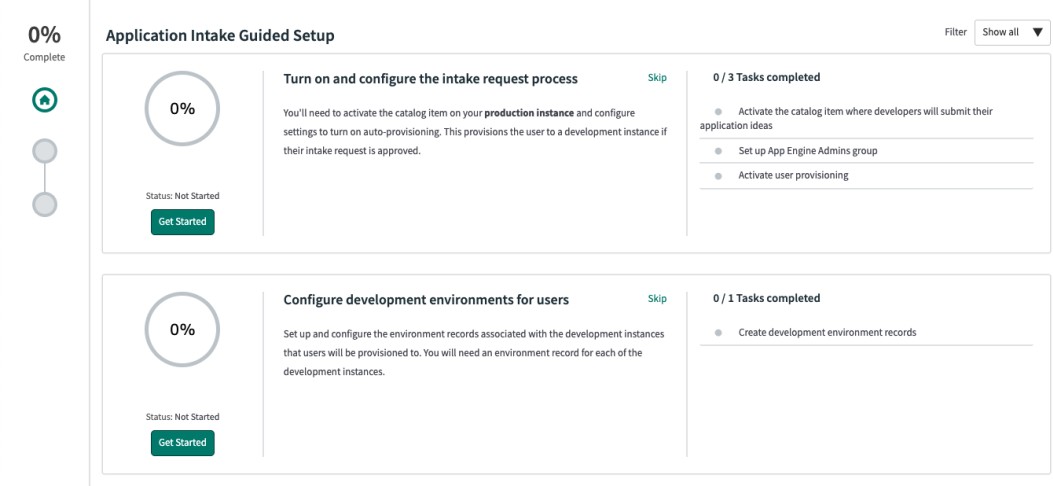 0%
Complete
Application Intake Guided Setup
Filter
Show all
0%
Status: Not Started
Get Started
Turn on and configure the intake request process
Skip
You'll need to activate the catalog item on your production instance and configure
settings to turn on auto-provisioning. This provisions the user to a development instance if
their intake request is approved.
0 / 3 Tasks completed
Activate the catalog item where developers will submit their
application ideas
Set up App Engine Admins group
Activate user provisioning
0%
Status: Not Started
Get Started
Configure development environments for users
Skip
Set up and configure the environment records associated with the development instances
that users will be provisioned to. You will need an environment record for each of the
development instances.
0 / 1 Tasks completed
Create development environment records